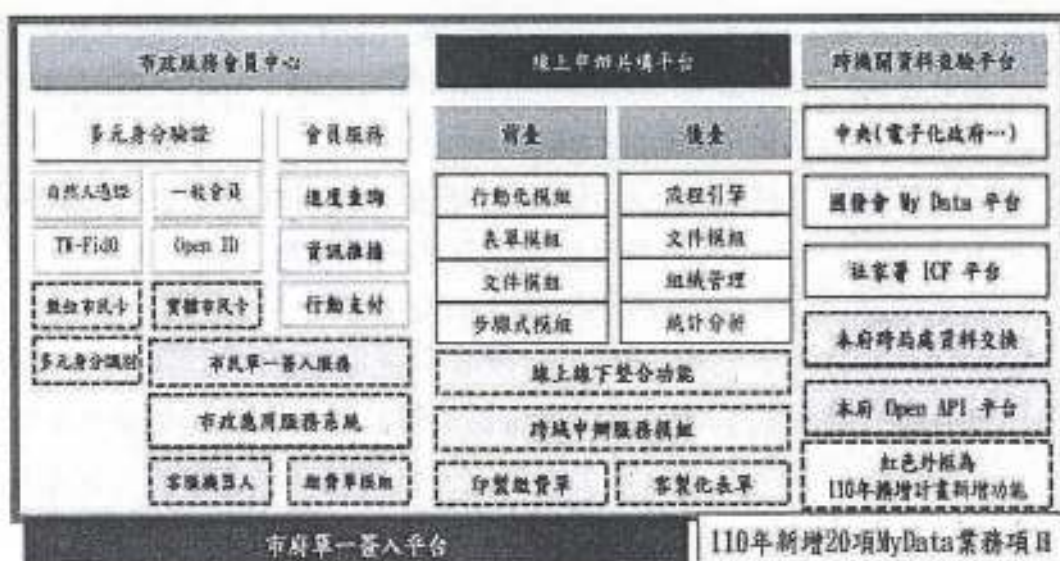 市政服務會員中心
多元身分驗証
會員服務
自然人憑證
一般會員
進度查詢
TW-FidO
Open ID
資訊推播
數位市民卡
實體市民卡
行動支付
多元身分識別
市民單一簽入服務
市政應用服務系統
客服機器人
繳費單模組
線上申辦共構平台
前臺
後臺
行動化模組
流程引擎
表單模組
文件模組
文件模組
組織管理
步驟式模組
統計分析
線上線下整合功能
跨域申辦服務模組
印製繳費單
客製化表單
跨機關資料查驗平台
中央(電子化政府…)
國發會 My Data 平台
社家署 ICF 平台
本府跨局處資料交換
本府 Open API 平台
紅色外框為
110年擴增計畫新增功能
市府單一簽入平台
110年新增20項MyData業務項目